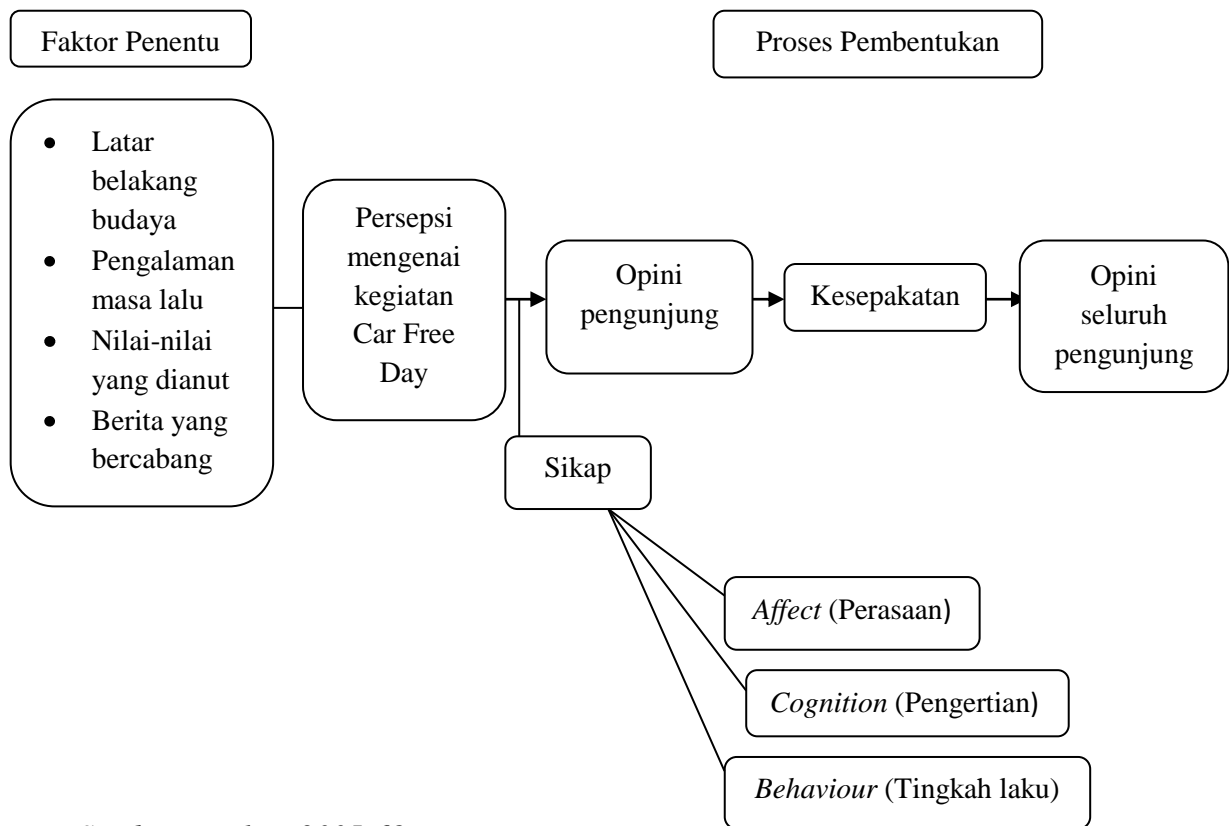 Faktor Penentu
Proses Pembentukan
• Latar
belakang
budaya
• Pengalaman
masa lalu
• Nilai-nilai
yang dianut
• Berita yang
bercabang
Persepsi
mengenai
kegiatan
Car Free
Day
Opini
pengunjung
Kesepakatan
Opini
seluruh
pengunjung
Sikap
Affect (Perasaan)
Cognition (Pengertian)
Behaviour (Tingkah laku)